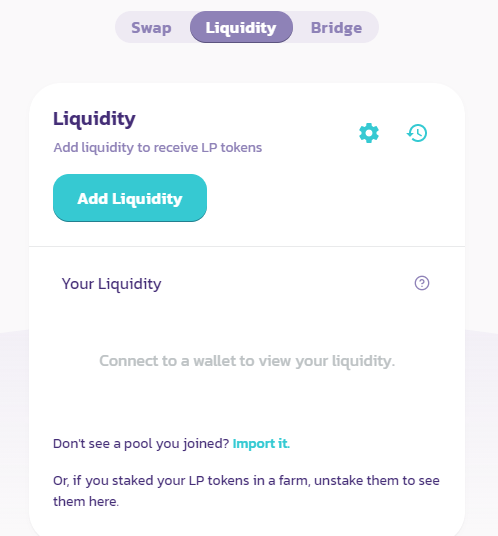 Swap
Liquidity
Bridge
Liquidity
Add liquidity to receive LP tokens
Add Liquidity
Your Liquidity
Connect to a wallet to view your liquidity.
Don't see a pool you joined? Import it.
Or, if you staked your LP tokens in a farm, unstake them to see
them here.